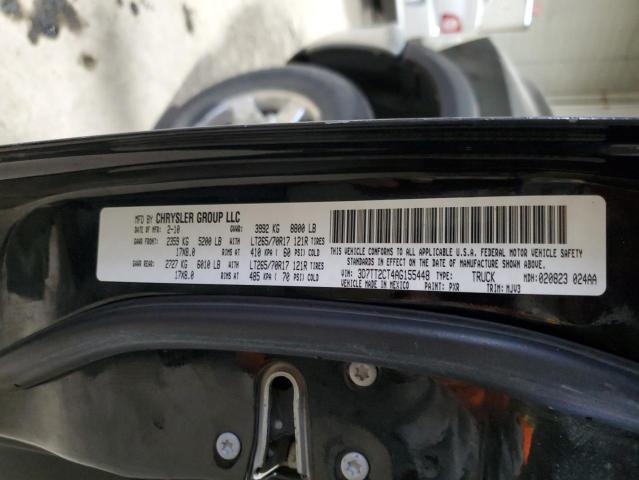 MFD BY CHRYSLER GROUP LLC
DATE OF MFR: 2-10 GVWR: 3992 KG 8800 LB
GAWR FRONT: 2359 KG 5200 LB WITH LT265/70R17 121R TIRES
17X8.0 RIMS AT 410 KPA ( 60 PSI) COLD
GAWR REAR: 2727 KG 6010 LB WITH LT265/70R17 121R TIRES
17X8.0 RIMS AT 485 KPA ( 70 PSI) COLD
THIS VEHICLE CONFORMS TO ALL APPLICABLE U.S.A. FEDERAL MOTOR VEHICLE SAFETY
STANDARDS IN EFFECT ON THE DATE OF MANUFACTURE SHOWN ABOVE.
VIN: 3D7TT2CT4AG155448 TYPE: TRUCK MDH: 020823 024AA
VEHICLE MADE IN MEXICO PAINT: PXR TRIM: MJV3